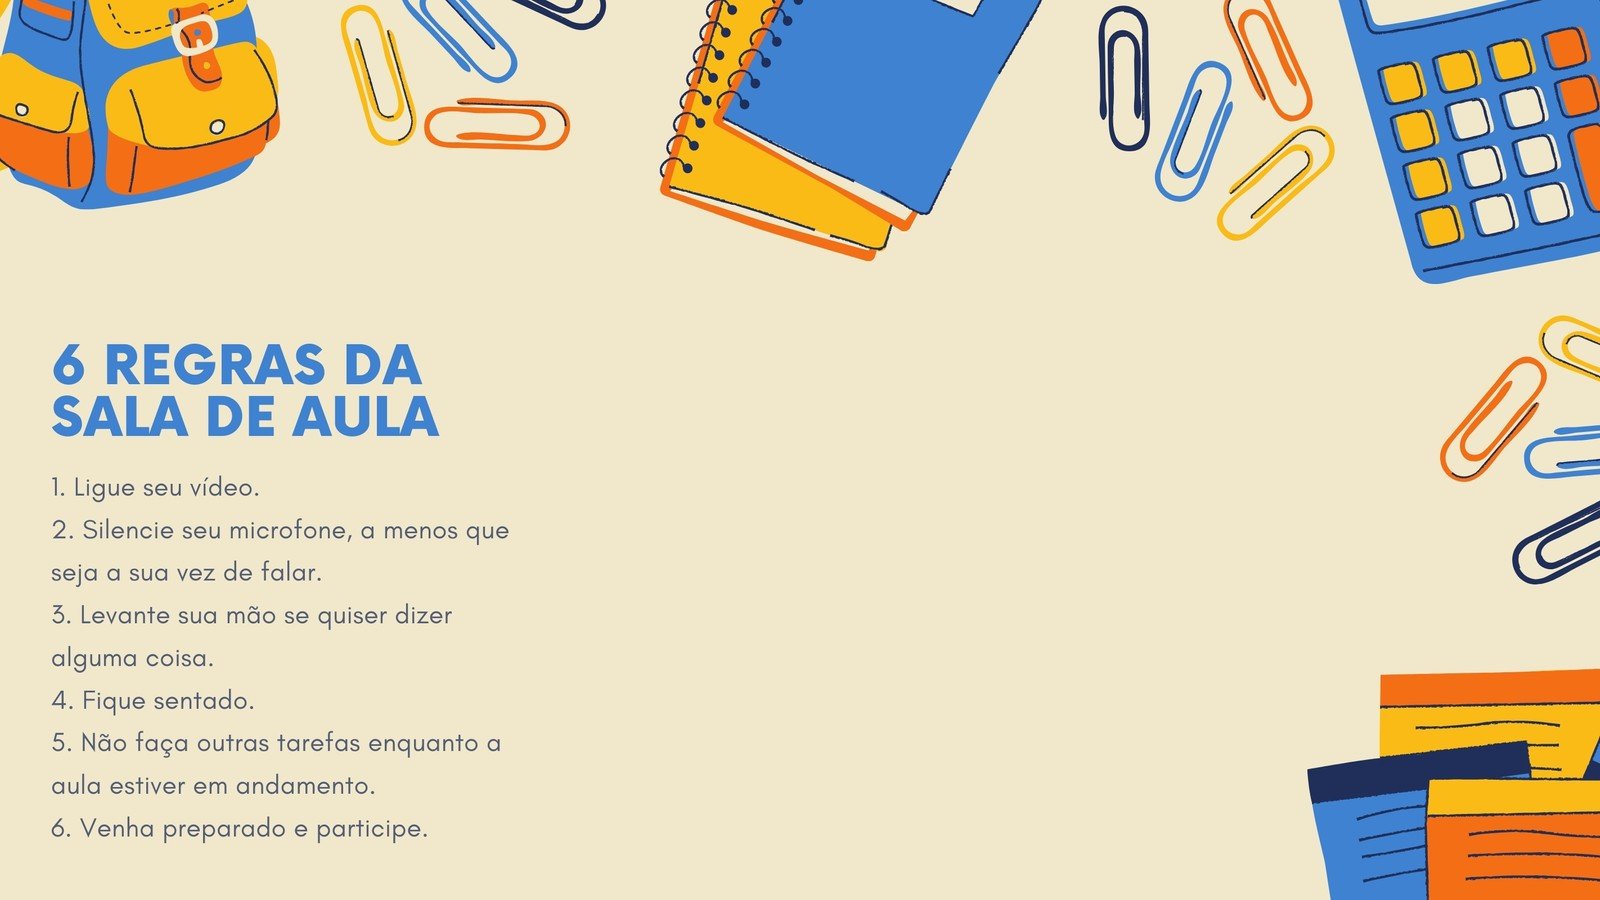 6 REGRAS DA
SALA DE AULA
1. Ligue seu vídeo.
2. Silencie seu microfone, a menos que
seja a sua vez de falar.
3. Levante sua mão se quiser dizer
alguma coisa.
4. Fique sentado.
5. Não faça outras tarefas enquanto a
aula estiver em andamento.
6. Venha preparado e participe.